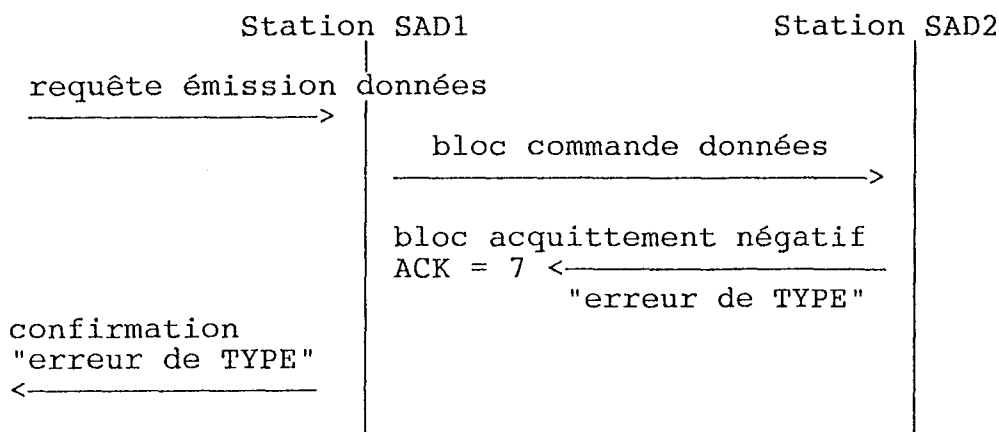 Station SAD1 Station SAD2
requête émission données
bloc commande données
bloc acquittement négatif
ACK = 7
"erreur de TYPE"
confirmation
"erreur de TYPE"